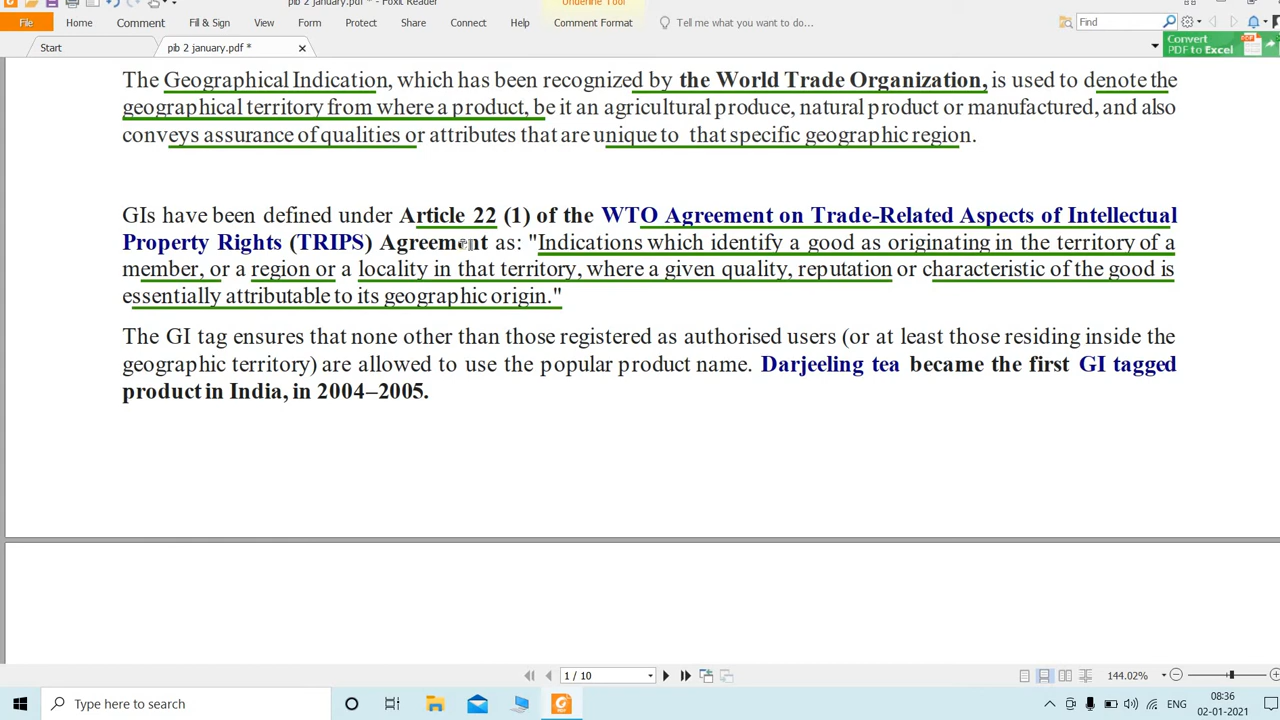 pib 2 january.pdf * - Foxit Reader
Underline Tool
File Home Comment Fill & Sign View Form Protect Share Connect Help Comment Format Tell me what you want to do... Find
Start pib 2 january.pdf *
Convert
PDF to Excel
The Geographical Indication, which has been recognized by the World Trade Organization, is used to denote the
geographical territory from where a product, be it an agricultural produce, natural product or manufactured, and also
conveys assurance of qualities or attributes that are unique to that specific geographic region.
GIs have been defined under Article 22 (1) of the WTO Agreement on Trade-Related Aspects of Intellectual
Property Rights (TRIPS) Agreement as: "Indications which identify a good as originating in the territory of a
member, or a region or a locality in that territory, where a given quality, reputation or characteristic of the good is
essentially attributable to its geographic origin."
The GI tag ensures that none other than those registered as authorised users (or at least those residing inside the
geographic territory) are allowed to use the popular product name. Darjeeling tea became the first GI tagged
product in India, in 2004–2005.
1 / 10 144.02%
Type here to search ENG 08:36
02-01-2021